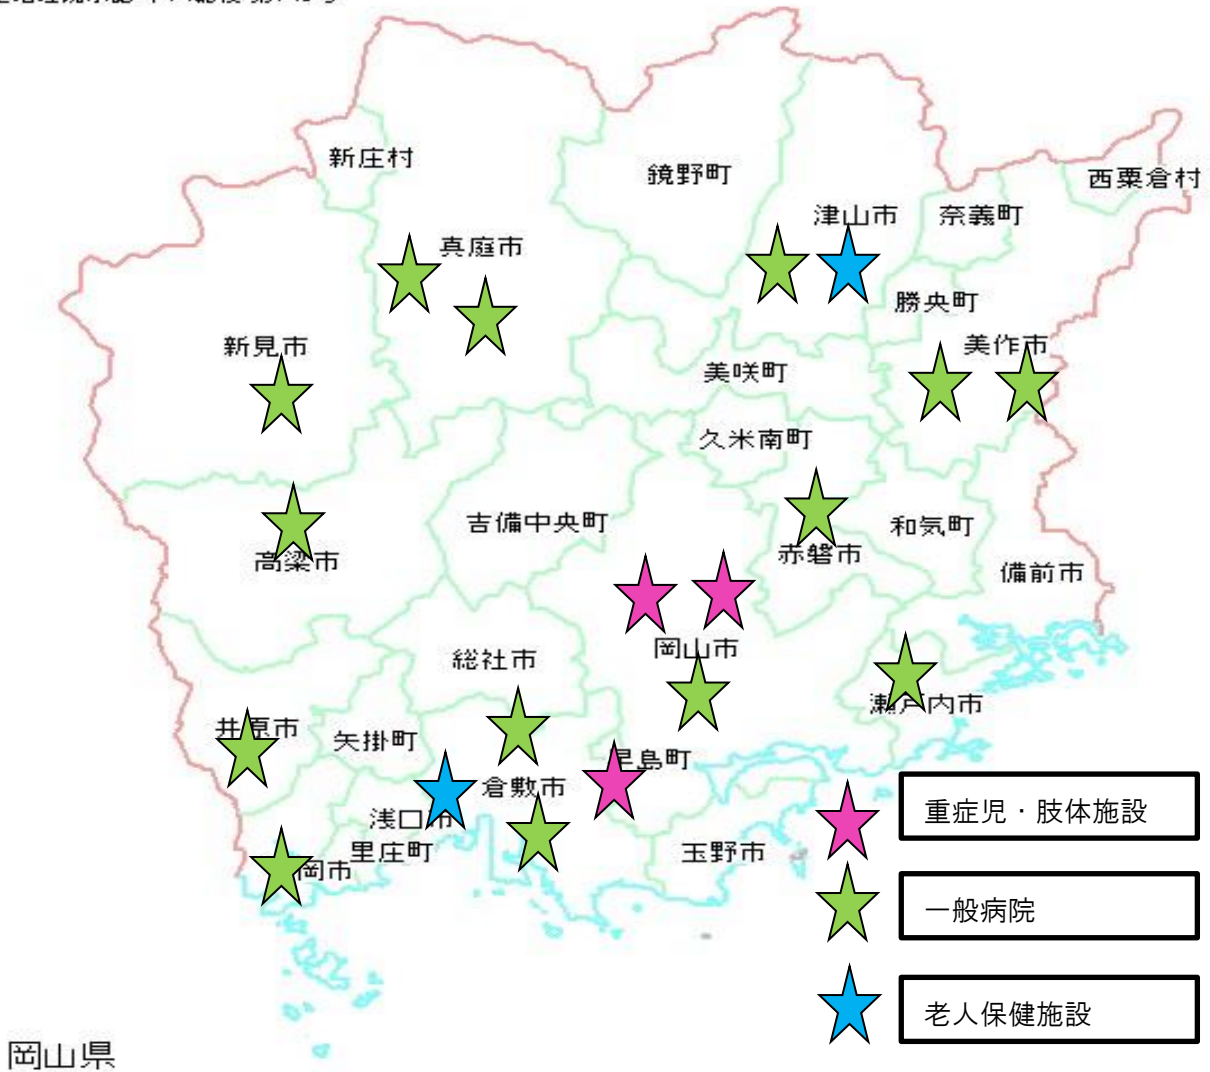 新庄村
鏡野町
西粟倉村
津山市
奈義町
真庭市
勝央町
新見市
美作市
美咲町
久米南町
吉備中央町
和気町
高梁市
赤磐市
備前市
岡山市
総社市
瀬戸内市
井原市
矢掛町
早島町
倉敷市
浅口市
里庄町
岡市
玉野市
重症児・肢体施設
一般病院
老人保健施設
岡山県